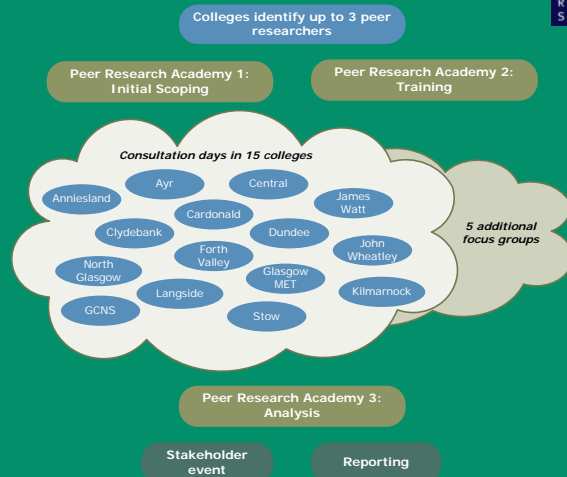 R
S
Colleges identify up to 3 peer
researchers
Peer Research Academy 1:
Initial Scoping
Peer Research Academy 2:
Training
Consultation days in 15 colleges
Anniesland
Ayr
Central
James
Watt
Cardonald
Clydebank
Dundee
5 additional
focus groups
Forth
Valley
John
Wheatley
North
Glasgow
Glasgow
MET
Langside
Kilmarnock
GCNS
Stow
Peer Research Academy 3:
Analysis
Stakeholder
event
Reporting